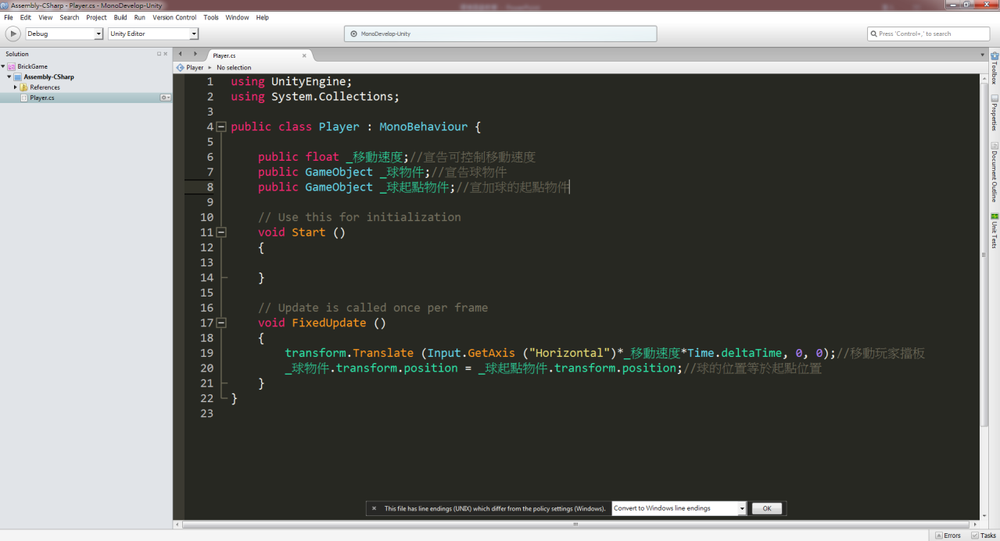 Assembly-CSharp - Player.cs - MonoDevelop-Unity
File Edit View Search Project Build Run Version Control Tools Window Help
Debug Unity Editor MonoDevelop-Unity Press 'Control+,' to search
Solution
BrickGame
Assembly-CSharp
References
Player.cs
Player.cs
Player No selection
1 using UnityEngine;
2 using System.Collections;
3
4 public class Player : MonoBehaviour {
5
6 public float _移動速度;//宣告可控制移動速度
7 public GameObject _球物件;//宣告球物件
8 public GameObject _球起點物件;//宣加球的起點物件
9
10 // Use this for initialization
11 void Start ()
12 {
13
14 }
15
16 // Update is called once per frame
17 void FixedUpdate ()
18 {
19 transform.Translate (Input.GetAxis ("Horizontal")*_移動速度*Time.deltaTime, 0, 0);//移動玩家擋板
20 _球物件.transform.position = _球起點物件.transform.position;//球的位置等於起點位置
21 }
22 }
23
Toolbox
Properties
Document Outline
Unit Tests
This file has line endings (UNIX) which differ from the policy settings (Windows). Convert to Windows line endings OK
Errors Tasks